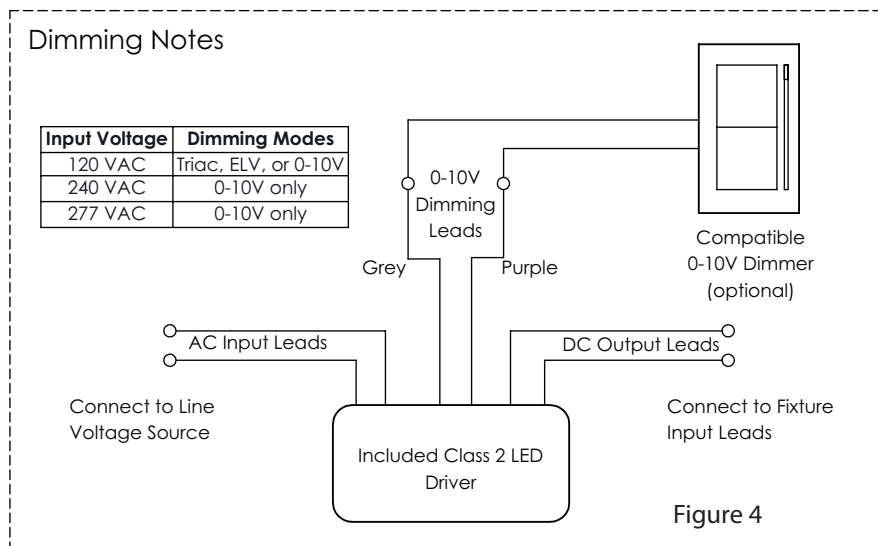 Dimming Notes
Input Voltage Dimming Modes
120 VAC Triac, ELV, or 0-10V
240 VAC 0-10V only
277 VAC 0-10V only
0-10V
Dimming
Leads
Grey
Purple
Compatible
0-10V Dimmer
(optional)
AC Input Leads
DC Output Leads
Connect to Line
Voltage Source
Connect to Fixture
Input Leads
Included Class 2 LED
Driver
Figure 4